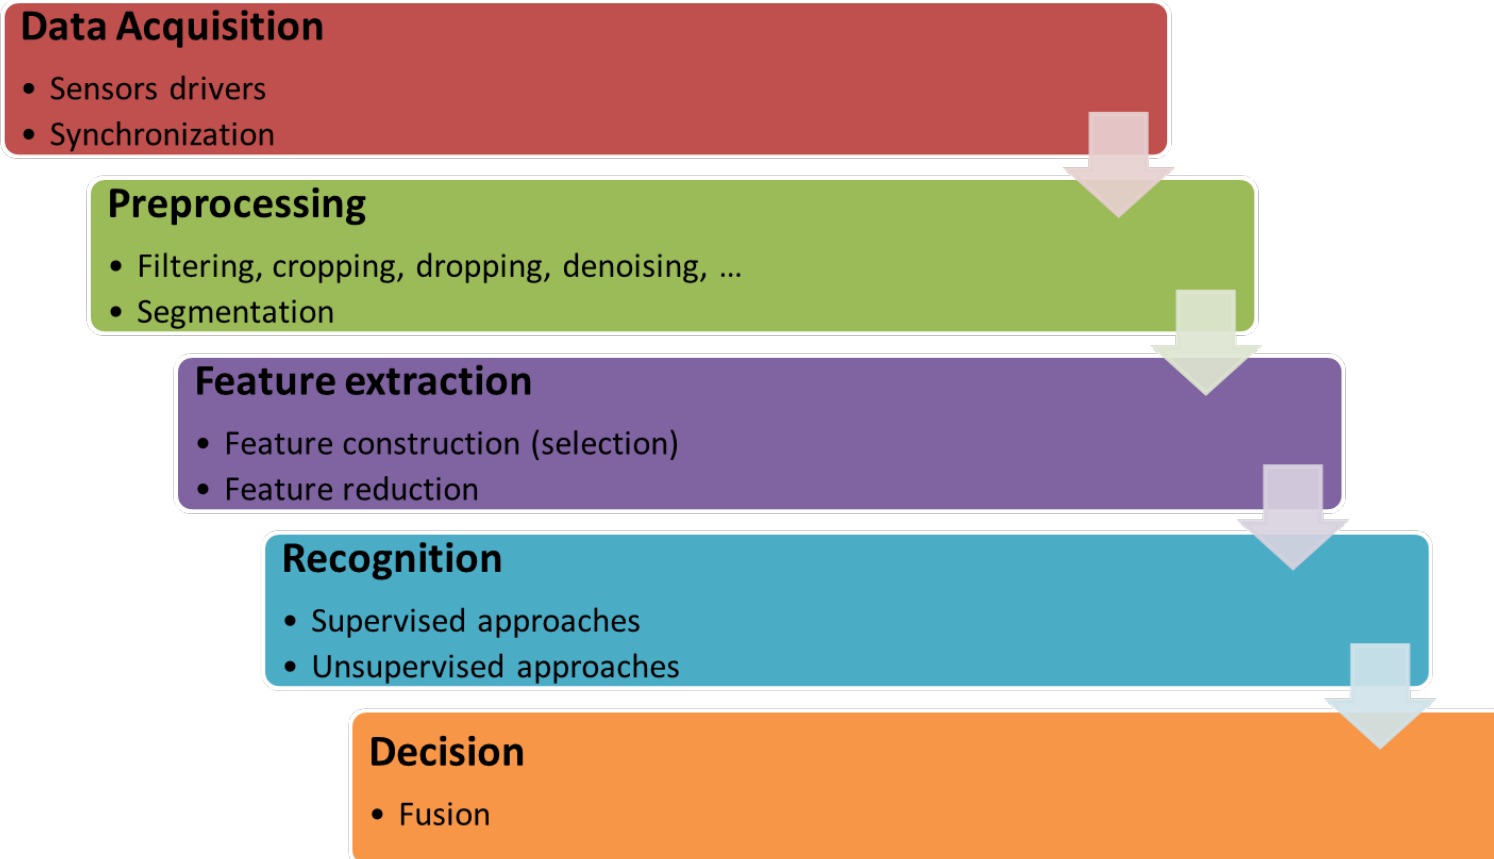 Data Acquisition
• Sensors drivers
• Synchronization
Preprocessing
• Filtering, cropping, dropping, denoising, ...
• Segmentation
Feature extraction
• Feature construction (selection)
• Feature reduction
Recognition
• Supervised approaches
• Unsupervised approaches
Decision
• Fusion